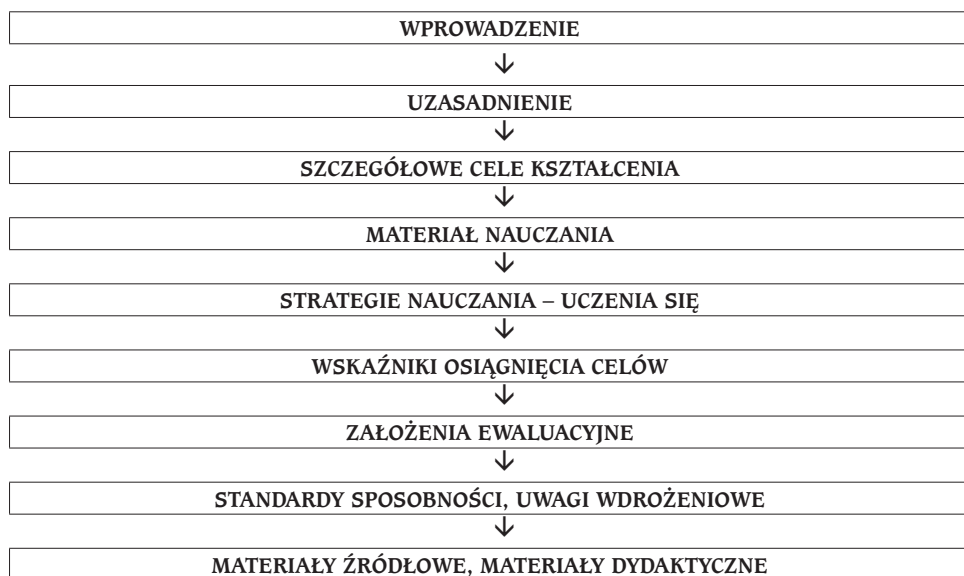 WPROWADZENIE
↓
UZASADNIENIE
↓
SZCZEGÓŁOWE CELE KSZTAŁCENIA
↓
MATERIAŁ NAUCZANIA
↓
STRATEGIE NAUCZANIA – UCZENIA SIĘ
↓
WSKAŹNIKI OSIĄGNIĘCIA CELÓW
↓
ZAŁOŻENIA EWALUACYJNE
↓
STANDARDY SPOSOBNOŚCI, UWAGI WDROŻENIOWE
↓
MATERIAŁY ŹRÓDŁOWE, MATERIAŁY DYDAKTYCZNE